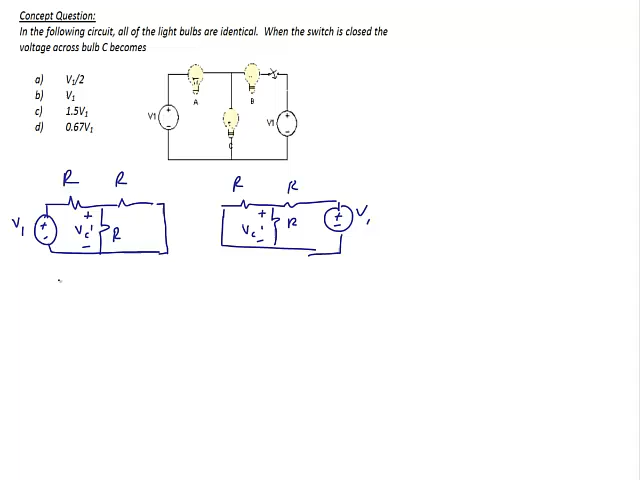 Concept Question:
In the following circuit, all of the light bulbs are identical. When the switch is closed the
voltage across bulb C becomes
a) V1/2
b) V1
c) 1.5V1
d) 0.67V1
A
B
V1
+
-
C
V1
+
-
R R
V1
+
-
+
Vc'
-
R
R R
+
Vc'
-
R
+
-
V1